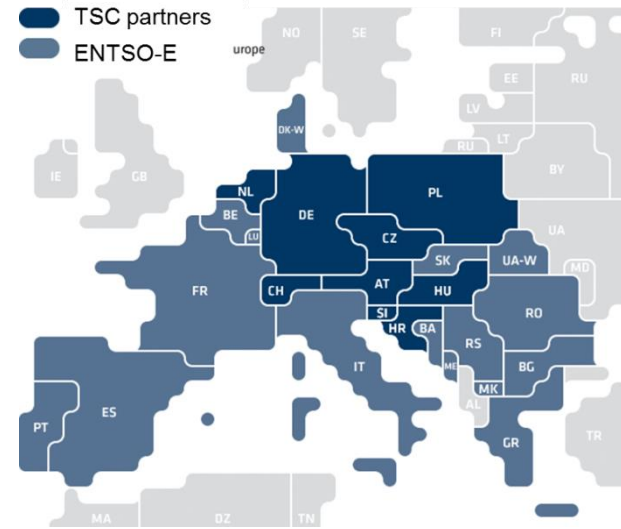 TSC partners
ENTSO-E
urope
NO
SE
FI
EE
RU
LV
LT
RU
BY
IE
GB
DK-W
NL
DE
PL
BE
LU
CZ
UA
SK
UA-W
MD
FR
CH
AT
HU
SI
HR
BA
RO
RS
IT
ME
BG
MK
AL
ES
PT
GR
TR
MA
DZ
TN